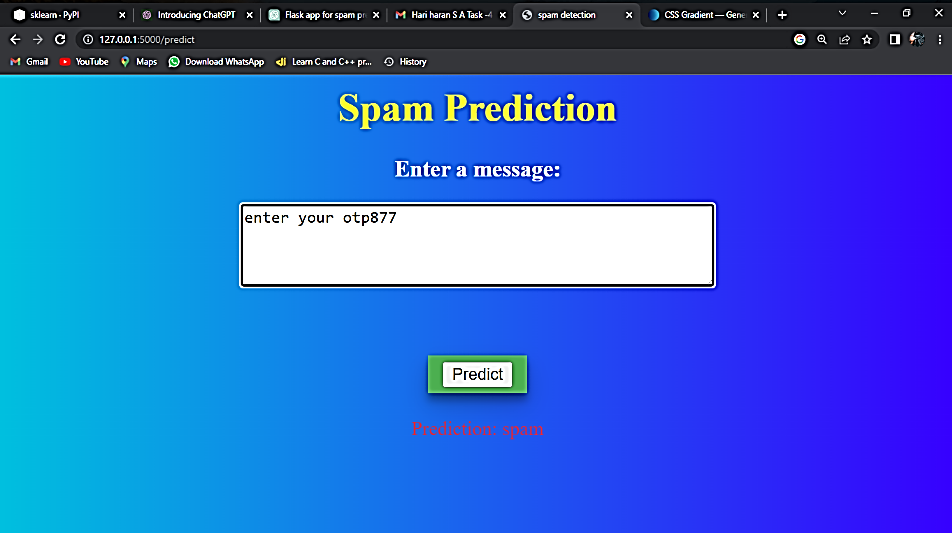 sklearn · PyPI
Introducing ChatGPT
Flask app for spam pr
Hari haran S A Task -4
spam detection
CSS Gradient — Gene
127.0.0.1:5000/predict
Gmail YouTube Maps Download WhatsApp Learn C and C++ pr... History
Spam Prediction
Enter a message:
enter your otp877
Predict
Prediction: spam